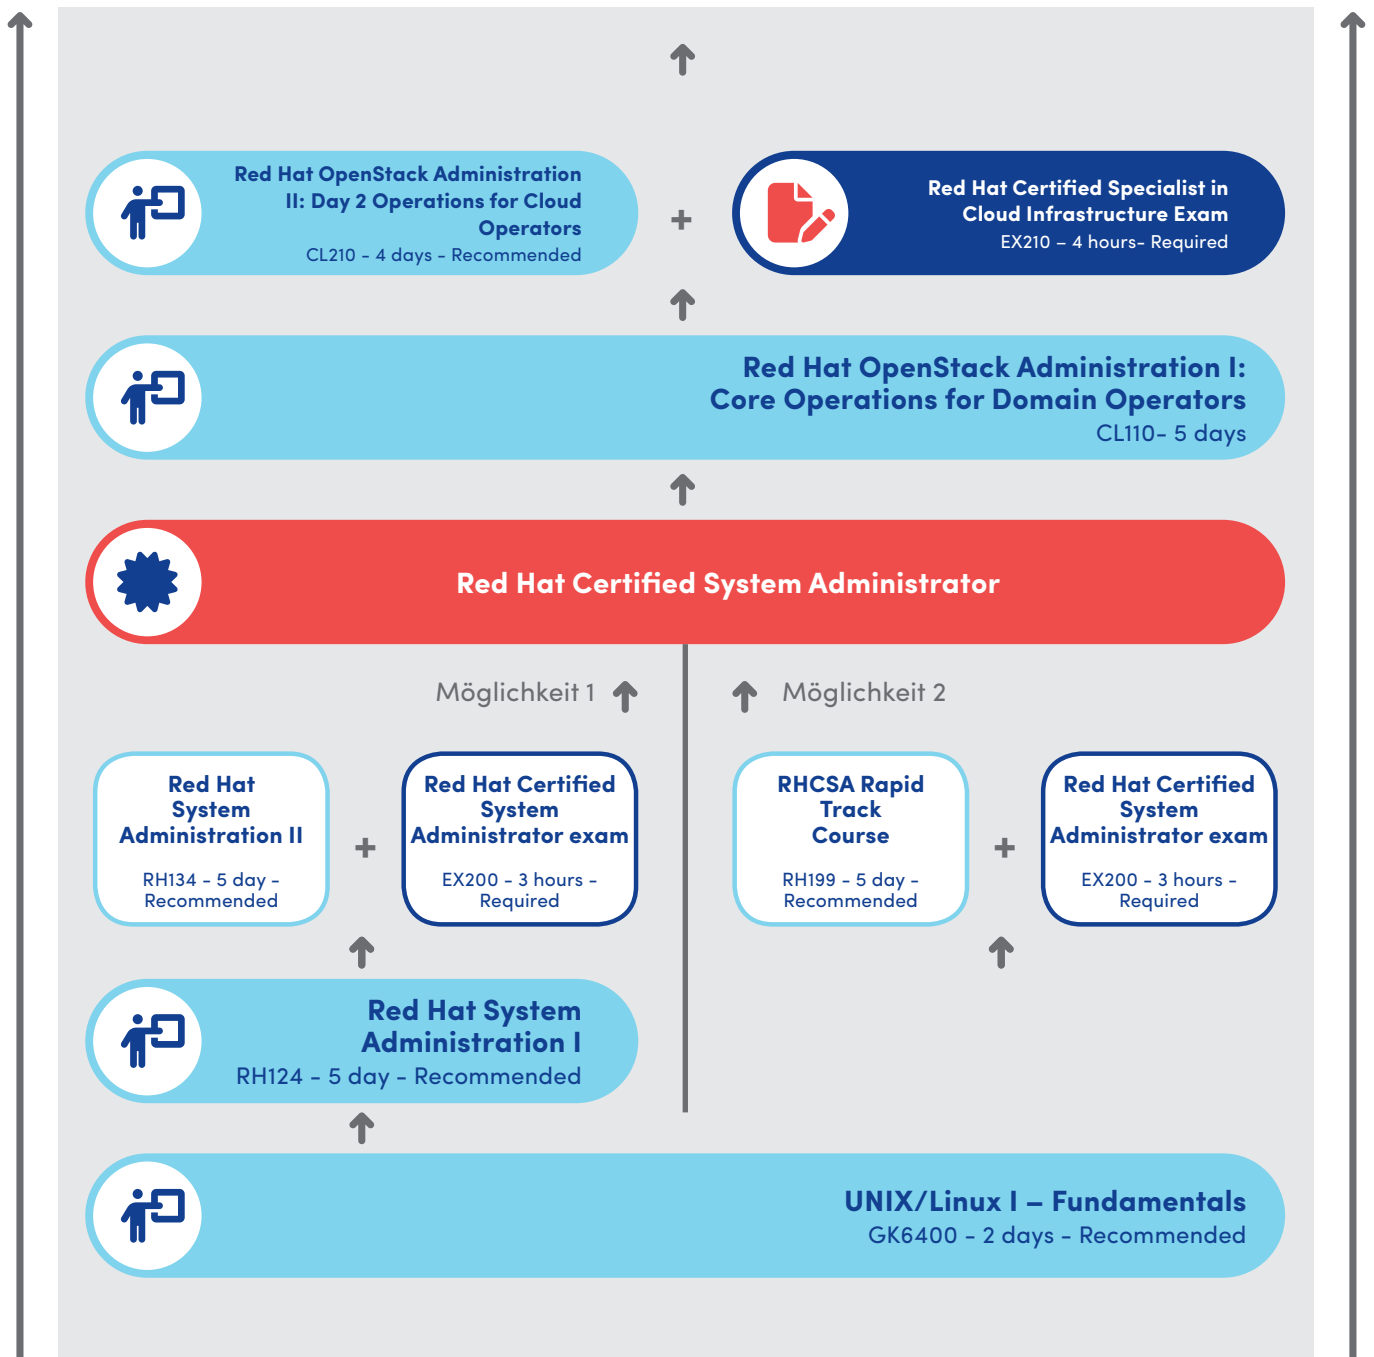 Red Hat OpenStack Administration
II: Day 2 Operations for Cloud
Operators
CL210 - 4 days - Recommended
+
Red Hat Certified Specialist in
Cloud Infrastructure Exam
EX210 – 4 hours- Required
Red Hat OpenStack Administration I:
Core Operations for Domain Operators
CL110- 5 days
Red Hat Certified System Administrator
Möglichkeit 1
Möglichkeit 2
Red Hat
System
Administration II
RH134 - 5 day -
Recommended
+
Red Hat Certified
System
Administrator exam
EX200 - 3 hours -
Required
RHCSA Rapid
Track
Course
RH199 - 5 day -
Recommended
+
Red Hat Certified
System
Administrator exam
EX200 - 3 hours -
Required
Red Hat System
Administration I
RH124 - 5 day - Recommended
UNIX/Linux I – Fundamentals
GK6400 - 2 days - Recommended